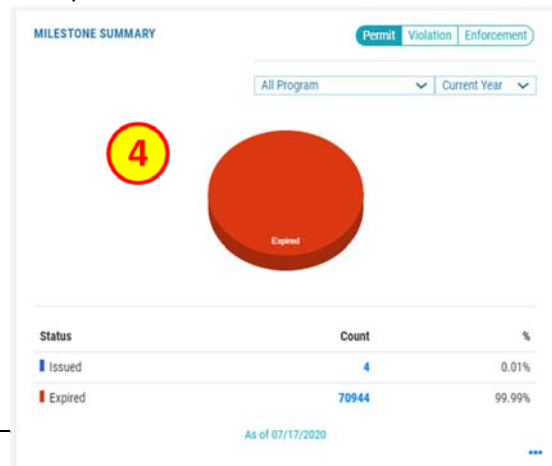 MILESTONE SUMMARY Permit Violation Enforcement
All Program Current Year
4
Expired
Status Count %
Issued 4 0.01%
Expired 70944 99.99%
As of 07/17/2020